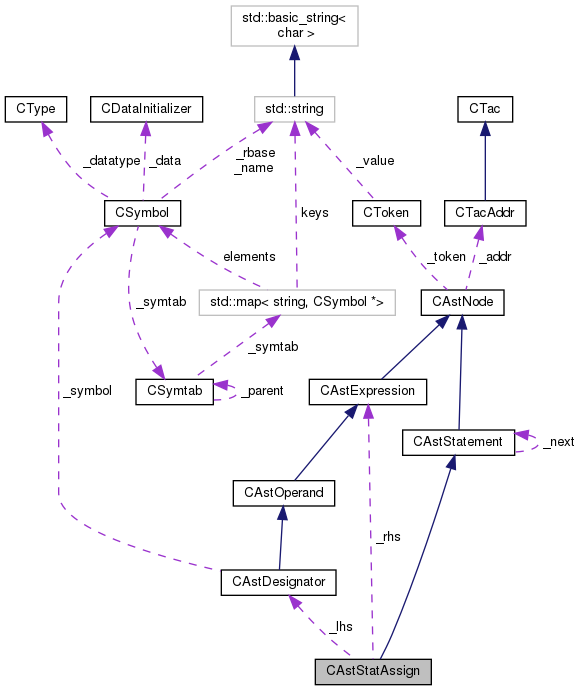 std::basic_string<
char >
CType
CDataInitializer
std::string
CTac
_datatype
_data
_rbase
_name
_value
CSymbol
keys
CToken
CTacAddr
elements
_token
_addr
_symtab
std::map< string, CSymbol *>
CAstNode
_symtab
_symbol
CSymtab
_parent
CAstExpression
CAstStatement
_next
CAstOperand
_rhs
CAstDesignator
_lhs
CAstStatAssign